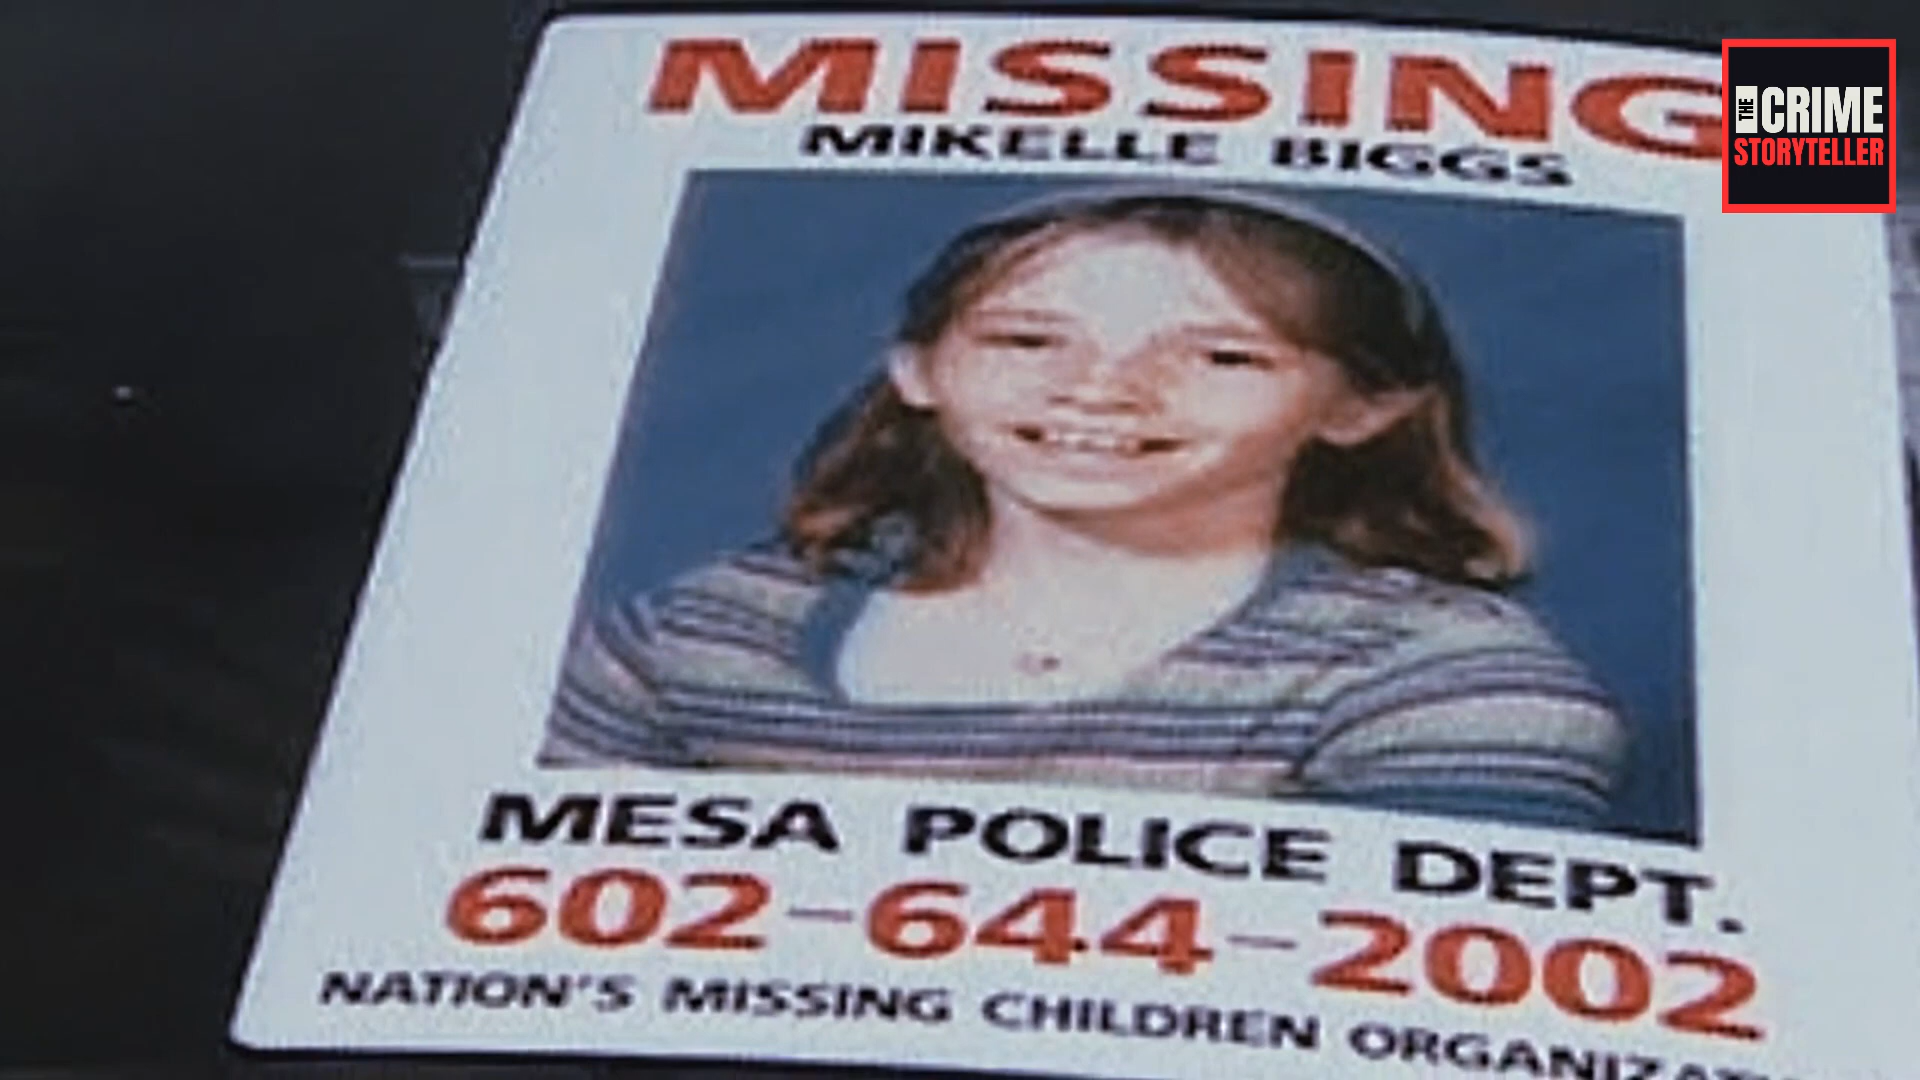 MISSING
MIKELLE BIGGS
THE CRIME
STORYTELLER
MESA POLICE DEPT.
602-644-2002
NATION'S MISSING CHILDREN